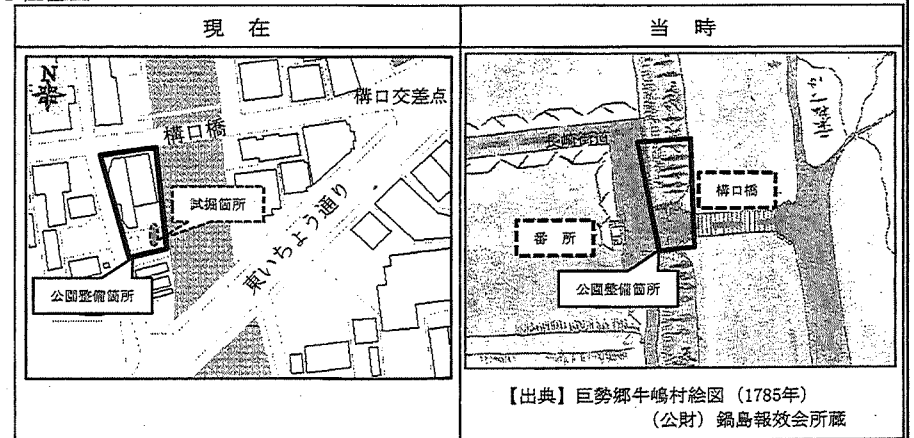 現 在
当 時
N
構口交差点
構口橋
試掘箇所
東いちょう通り
公園整備箇所
長崎街道
構口橋
番 所
公園整備箇所
【出典】巨勢郷牛嶋村絵図(1785年)
(公財)鍋島報效会所蔵